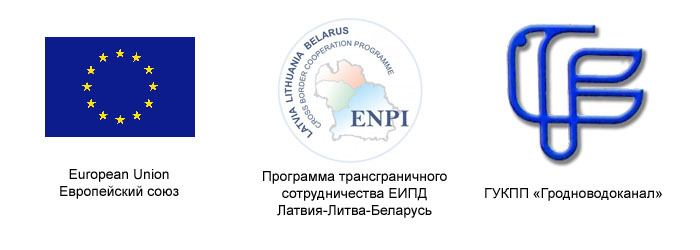 European Union
Европейский союз
LATVIA LITHUANIA BELARUS
CROSS BORDER COOPERATION PROGRAMME
ENPI
Программа трансграничного
сотрудничества ЕИПД
Латвия-Литва-Беларусь
ГУКПП «Гродноводоканал»